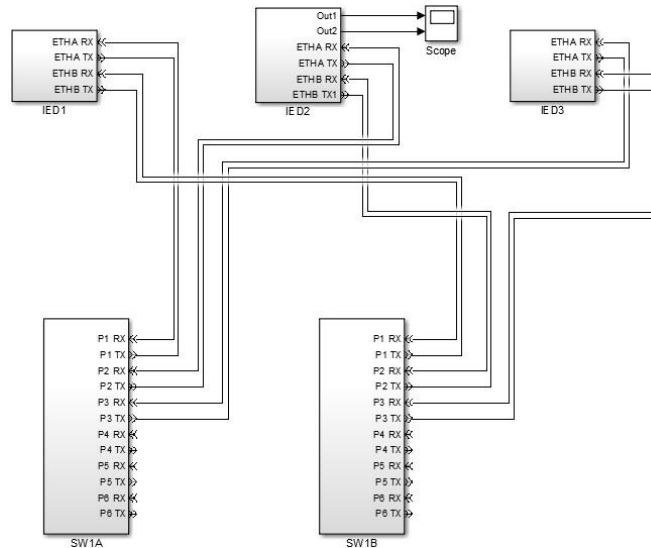 ETHA RX
ETHA TX
ETHB RX
ETHB TX
IED1
Out1
Out2
ETHA RX
ETHA TX
ETHB RX
ETHB TX1
IED2
Scope
ETHA RX
ETHA TX
ETHB RX
ETHB TX
IED3
P1 RX
P1 TX
P2 RX
P2 TX
P3 RX
P3 TX
P4 RX
P4 TX
P5 RX
P5 TX
P6 RX
P6 TX
SW1A
P1 RX
P1 TX
P2 RX
P2 TX
P3 RX
P3 TX
P4 RX
P4 TX
P5 RX
P5 TX
P6 RX
P6 TX
SW1B